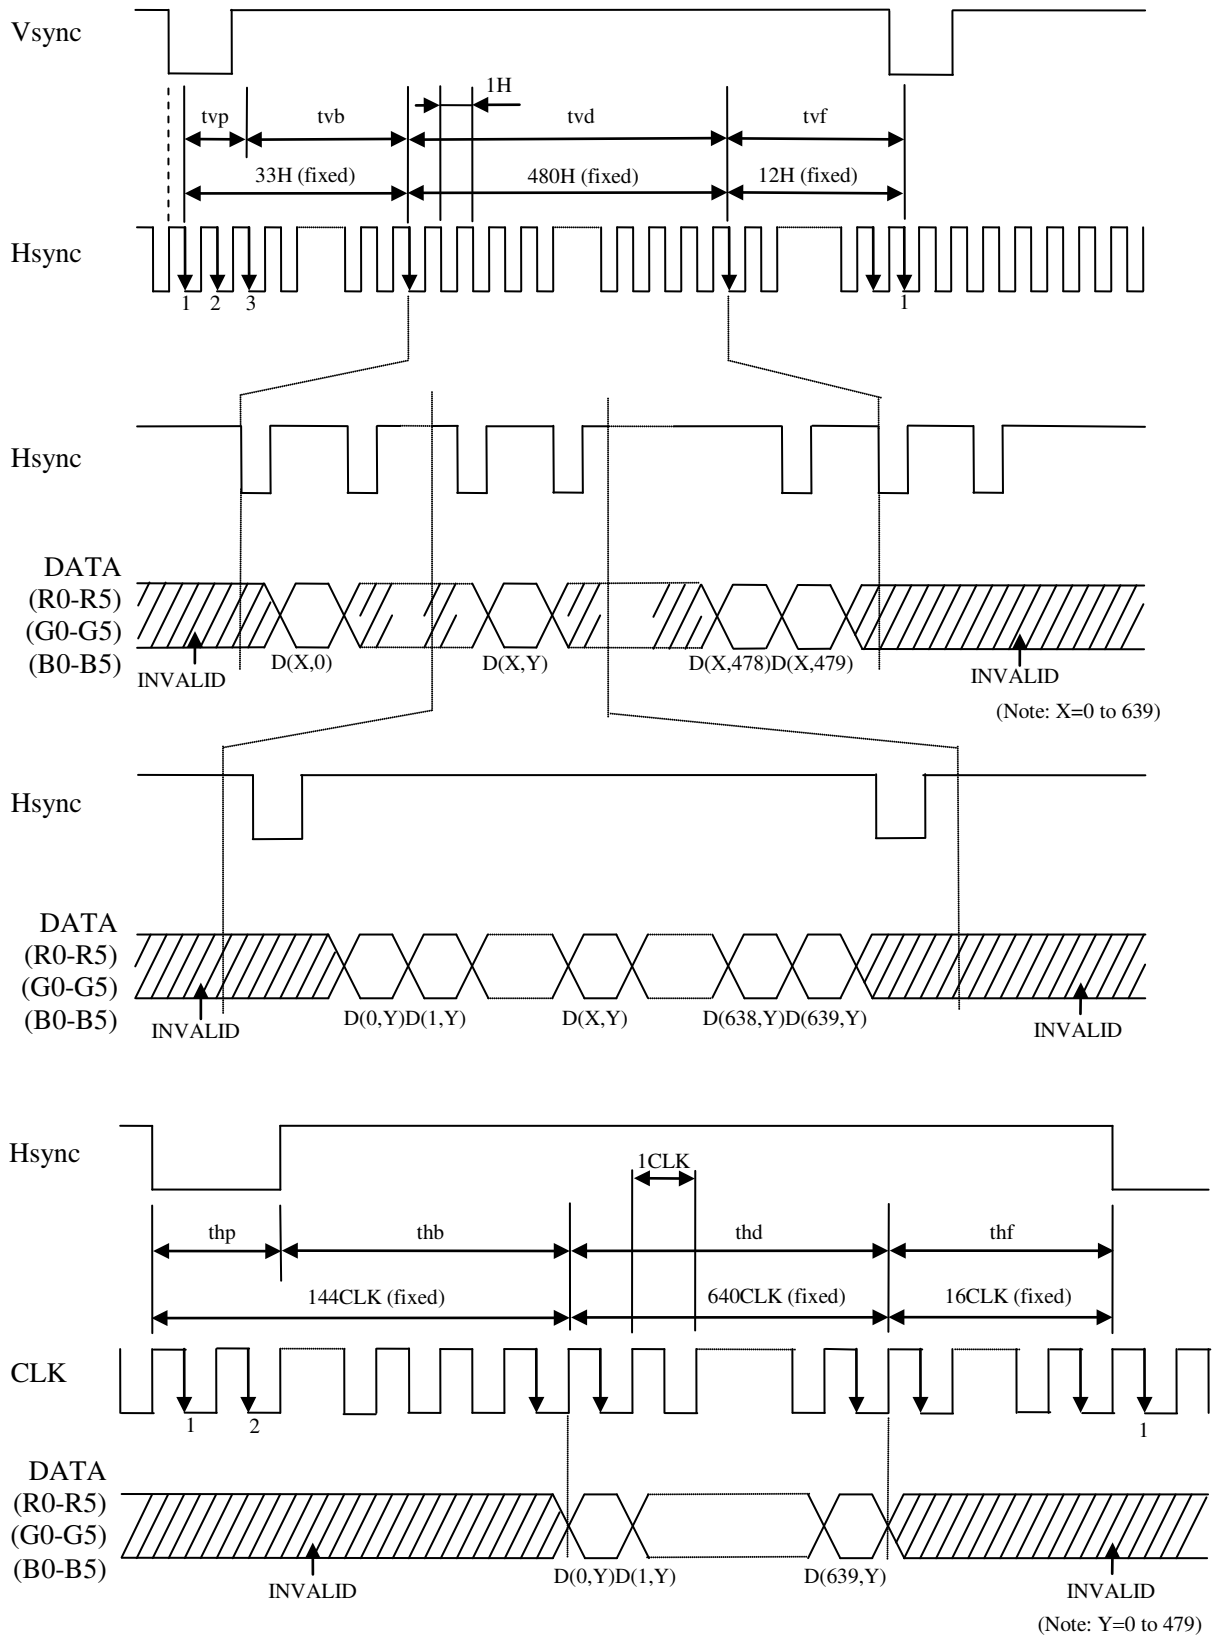 Vsync
1H
tvp tvb tvd tvf
33H (fixed) 480H (fixed) 12H (fixed)
Hsync
1 2 3 1
Hsync
DATA
(R0-R5)
(G0-G5)
(B0-B5)
D(X,0) D(X,Y) D(X,478)D(X,479)
INVALID INVALID
(Note: X=0 to 639)
Hsync
DATA
(R0-R5)
(G0-G5)
(B0-B5)
D(0,Y)D(1,Y) D(X,Y) D(638,Y)D(639,Y)
INVALID INVALID
Hsync
1CLK
thp thb thd thf
144CLK (fixed) 640CLK (fixed) 16CLK (fixed)
CLK
1 2 1
DATA
(R0-R5)
(G0-G5)
(B0-B5)
D(0,Y)D(1,Y) D(639,Y)
INVALID INVALID
(Note: Y=0 to 479)